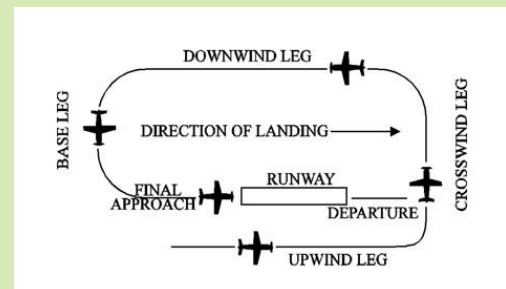 DOWNWIND LEG
BASE LEG
DIRECTION OF LANDING
CROSSWIND LEG
FINAL
APPROACH
RUNWAY
DEPARTURE
UPWIND LEG